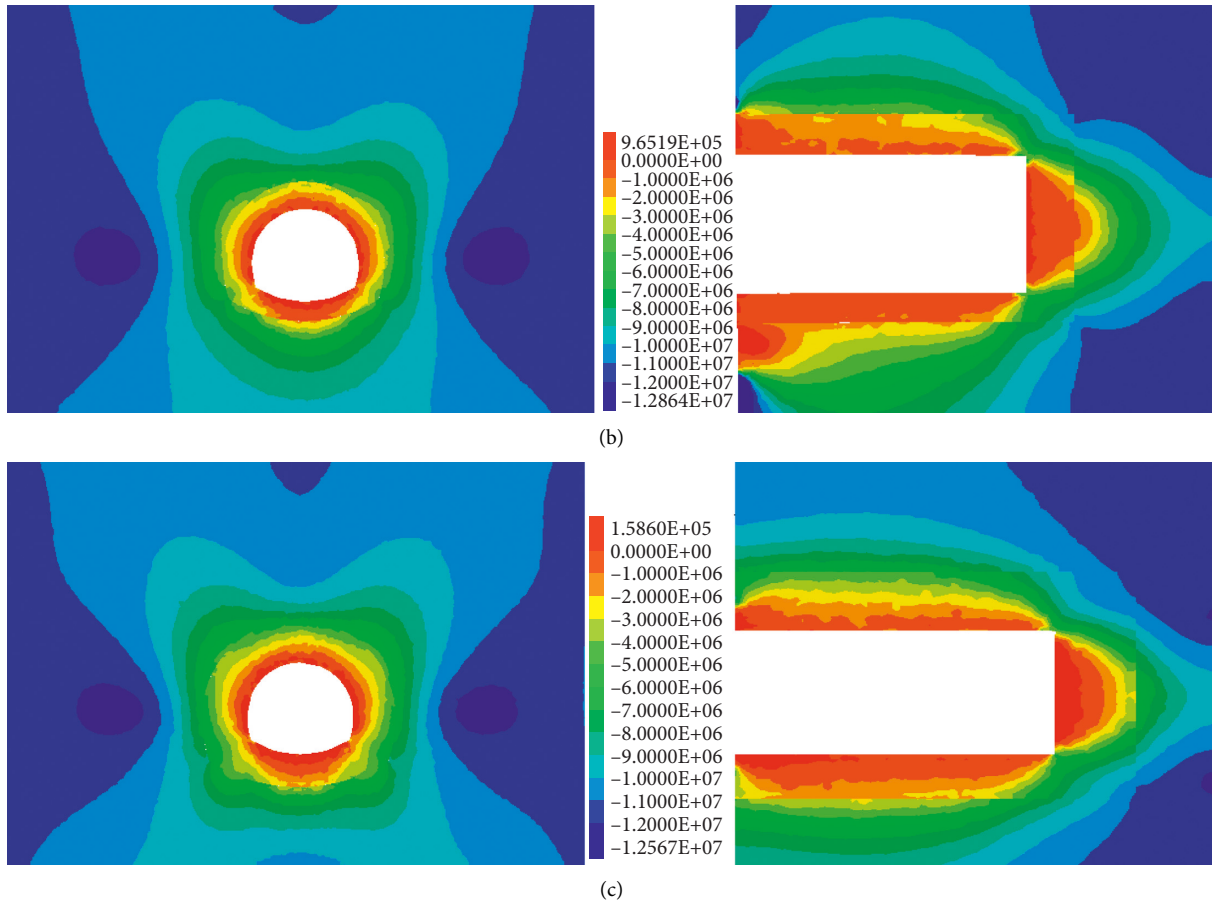 9.6519E+05
0.0000E+00
–1.0000E+06
–2.0000E+06
–3.0000E+06
–4.0000E+06
–5.0000E+06
–6.0000E+06
–7.0000E+06
–8.0000E+06
–9.0000E+06
–1.0000E+07
–1.1000E+07
–1.2000E+07
–1.2864E+07
(b)
1.5860E+05
0.0000E+00
–1.0000E+06
–2.0000E+06
–3.0000E+06
–4.0000E+06
–5.0000E+06
–6.0000E+06
–7.0000E+06
–8.0000E+06
–9.0000E+06
–1.0000E+07
–1.1000E+07
–1.2000E+07
–1.2567E+07
(c)